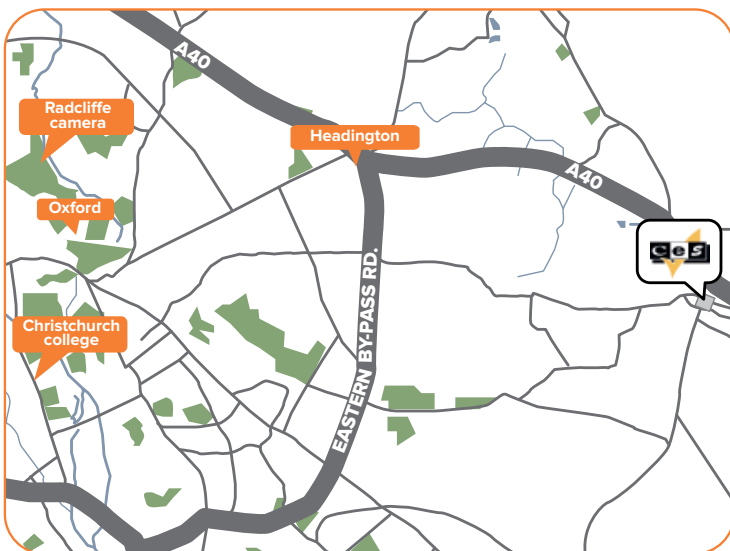 A40
Radcliffe
camera
Headington
A40
Oxford
ces
EASTERN BY-PASS RD.
Christchurch
college